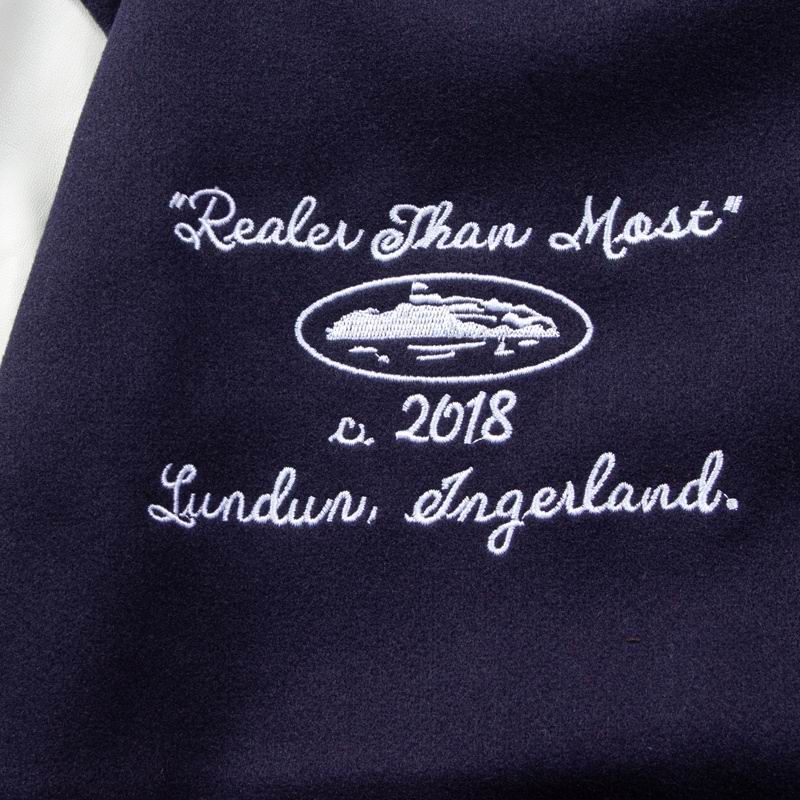 "Realer Than Most"
c. 2018
Lundun, Ingerland.